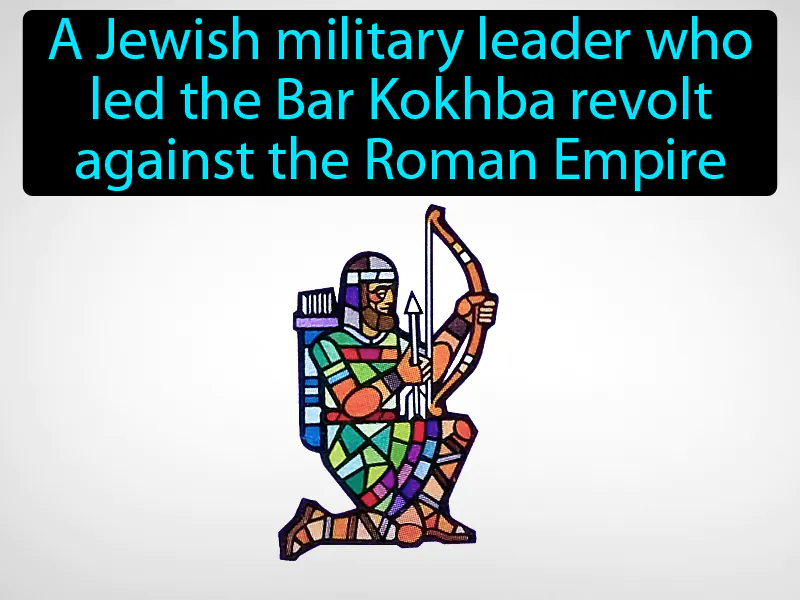 A Jewish military leader who
led the Bar Kokhba revolt
against the Roman Empire